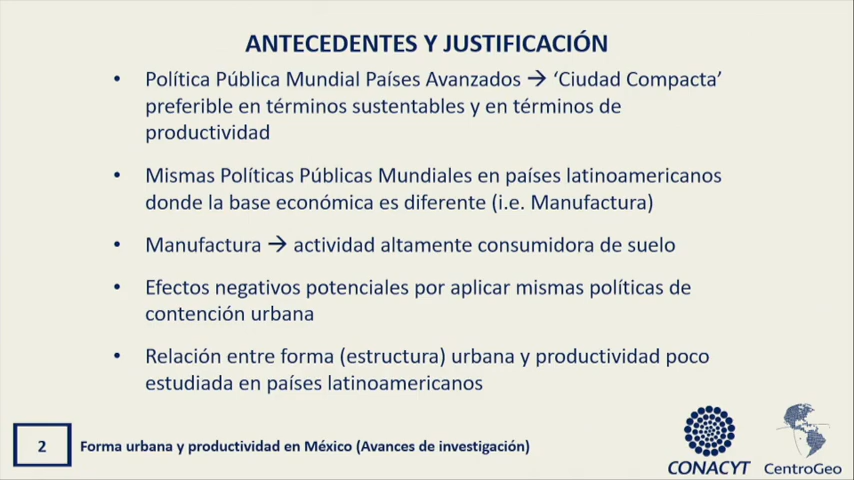 ANTECEDENTES Y JUSTIFICACIÓN
• Política Pública Mundial Países Avanzados → ‘Ciudad Compacta’
preferible en términos sustentables y en términos de
productividad
• Mismas Políticas Públicas Mundiales en países latinoamericanos
donde la base económica es diferente (i.e. Manufactura)
• Manufactura → actividad altamente consumidora de suelo
• Efectos negativos potenciales por aplicar mismas políticas de
contención urbana
• Relación entre forma (estructura) urbana y productividad poco
estudiada en países latinoamericanos
2 Forma urbana y productividad en México (Avances de investigación)
CONACYT CentroGeo